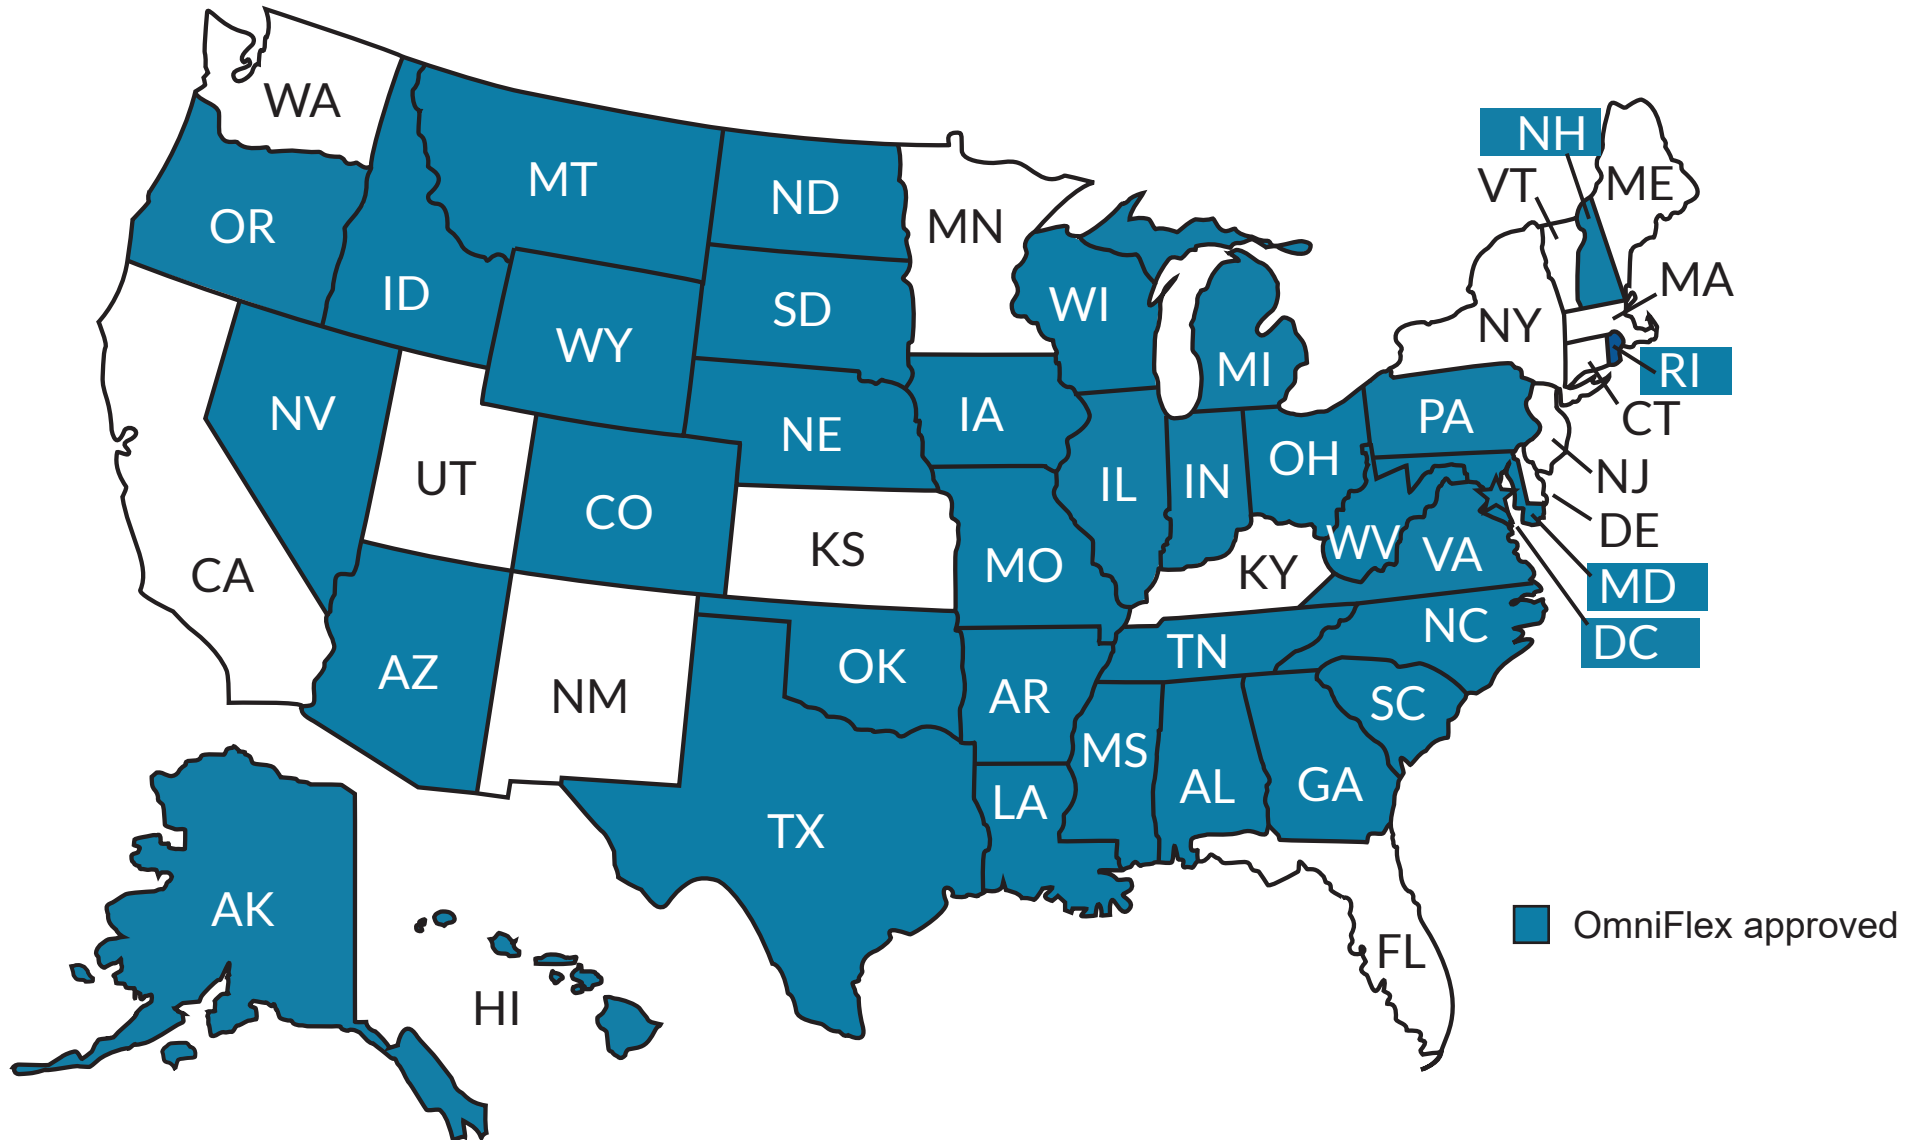 WA
NH
MT
ND
VT
ME
OR
MN
MA
ID
SD
WI
WY
NY
MI
RI
NV
IA
PA
CT
NE
UT
IL
IN
OH
NJ
CO
DE
KS
MO
KY
WV
VA
CA
MD
NC
DC
AZ
OK
TN
NM
AR
SC
MS
AL
GA
TX
LA
AK
OmniFlex approved
FL
HI